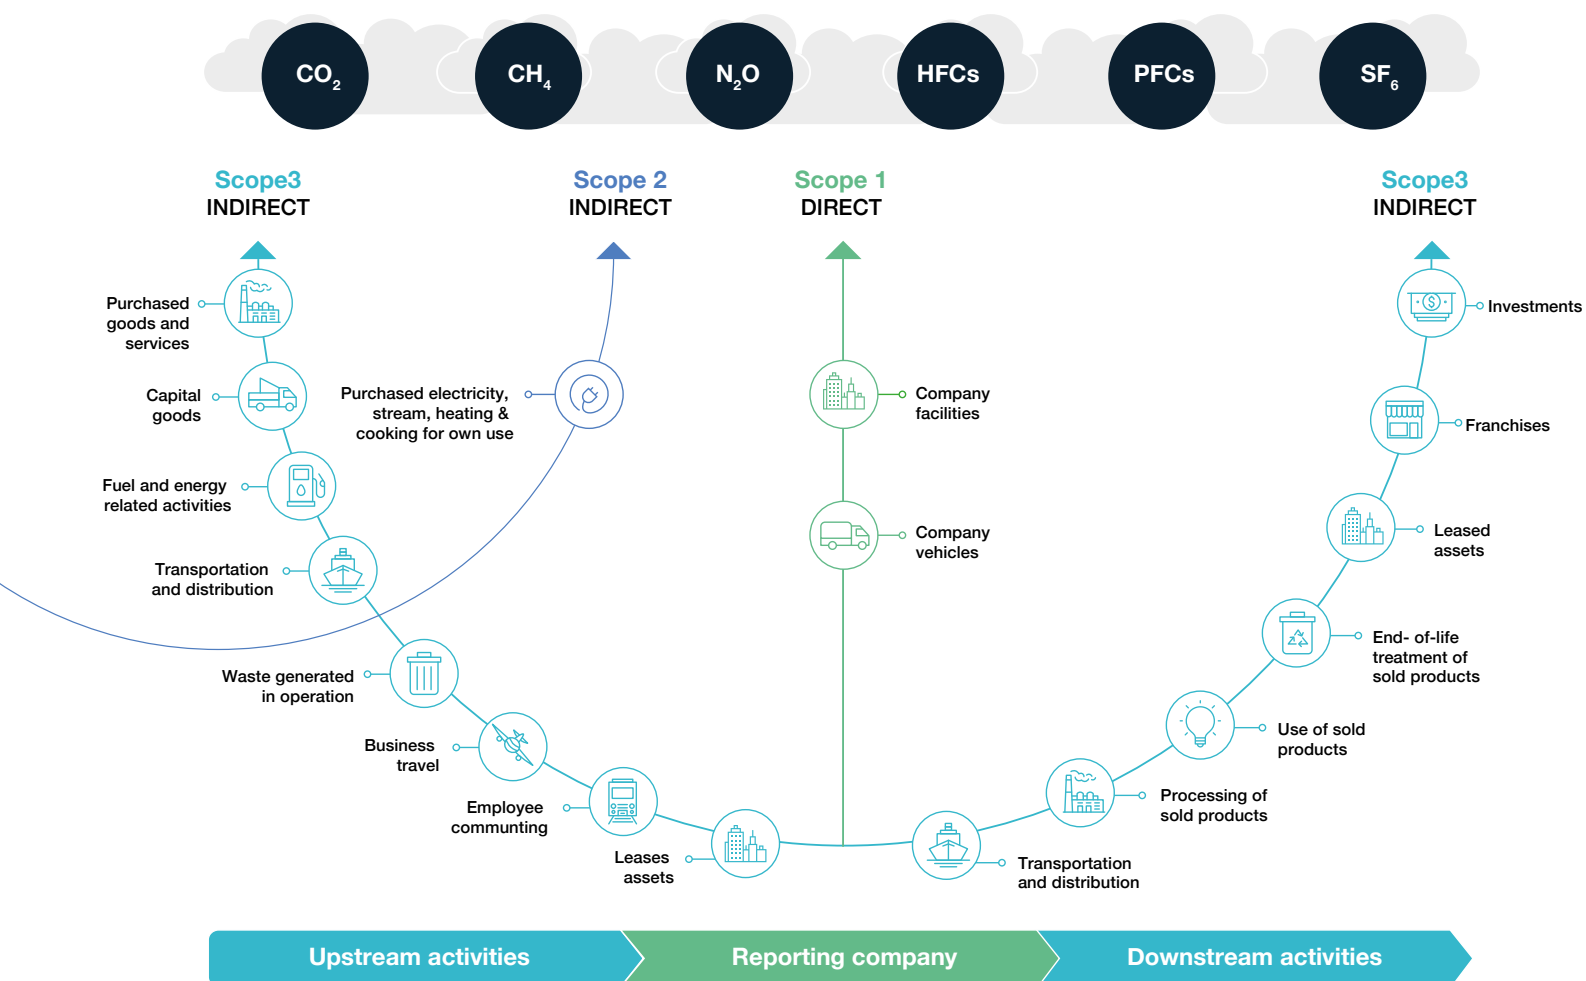 CO2
CH4
N2O
HFCs
PFCs
SF6
Scope3
INDIRECT
Scope 2
INDIRECT
Scope 1
DIRECT
Scope3
INDIRECT
Purchased
goods and
services
Capital
goods
Fuel and energy
related activities
Transportation
and distribution
Waste generated
in operation
Business
travel
Employee
communting
Leases
assets
Purchased electricity,
stream, heating &
cooking for own use
Company
facilities
Company
vehicles
Investments
Franchises
Leased
assets
End- of-life
treatment of
sold products
Use of sold
products
Processing of
sold products
Transportation
and distribution
Upstream activities
Reporting company
Downstream activities